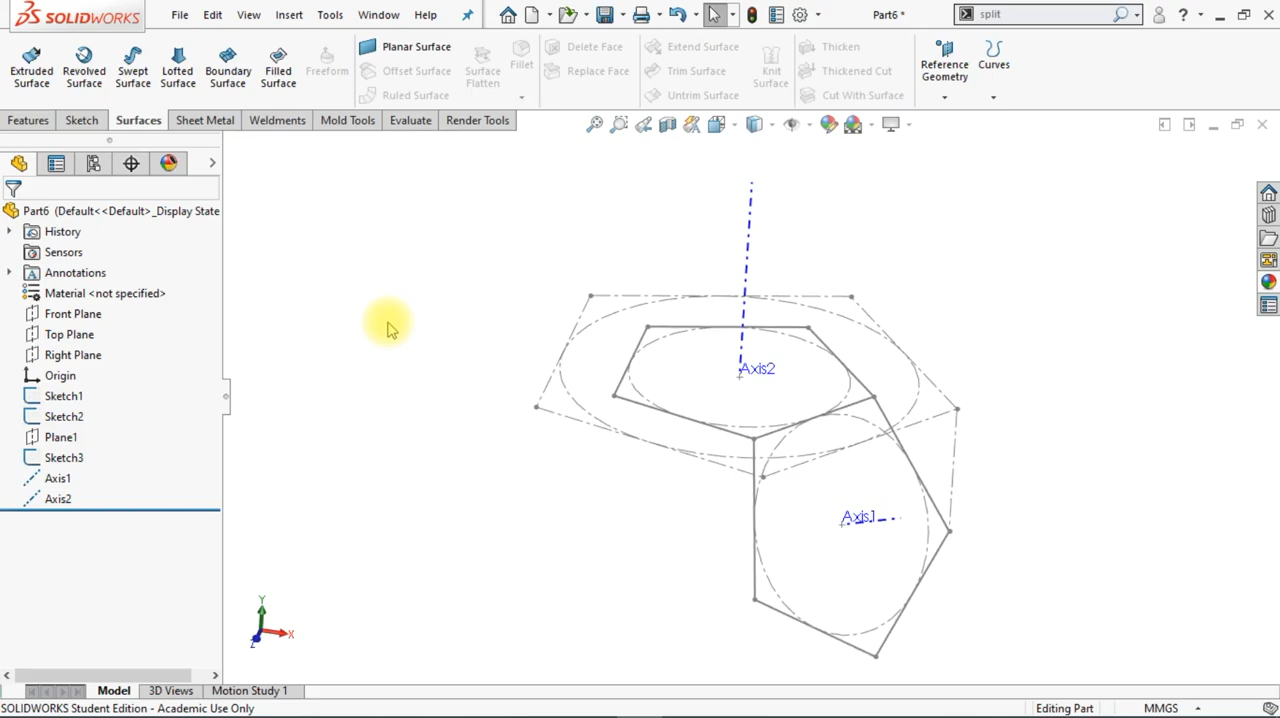 SOLIDWORKS File Edit View Insert Tools Window Help Part6 * split
Extruded Surface
Revolved Surface
Swept Surface
Lofted Surface
Boundary Surface
Filled Surface
Freeform
Planar Surface
Offset Surface
Ruled Surface
Surface Flatten
Fillet
Delete Face
Replace Face
Extend Surface
Trim Surface
Untrim Surface
Knit Surface
Thicken
Thickened Cut
Cut With Surface
Reference Geometry
Curves
Features Sketch Surfaces Sheet Metal Weldments Mold Tools Evaluate Render Tools
Part6 (Default<<Default>_Display State
History
Sensors
Annotations
Material <not specified>
Front Plane
Top Plane
Right Plane
Origin
Sketch1
Sketch2
Plane1
Sketch3
Axis1
Axis2
Axis2
Axis1
Y
X
Z
Model 3D Views Motion Study 1
SOLIDWORKS Student Edition - Academic Use Only Editing Part MMGS